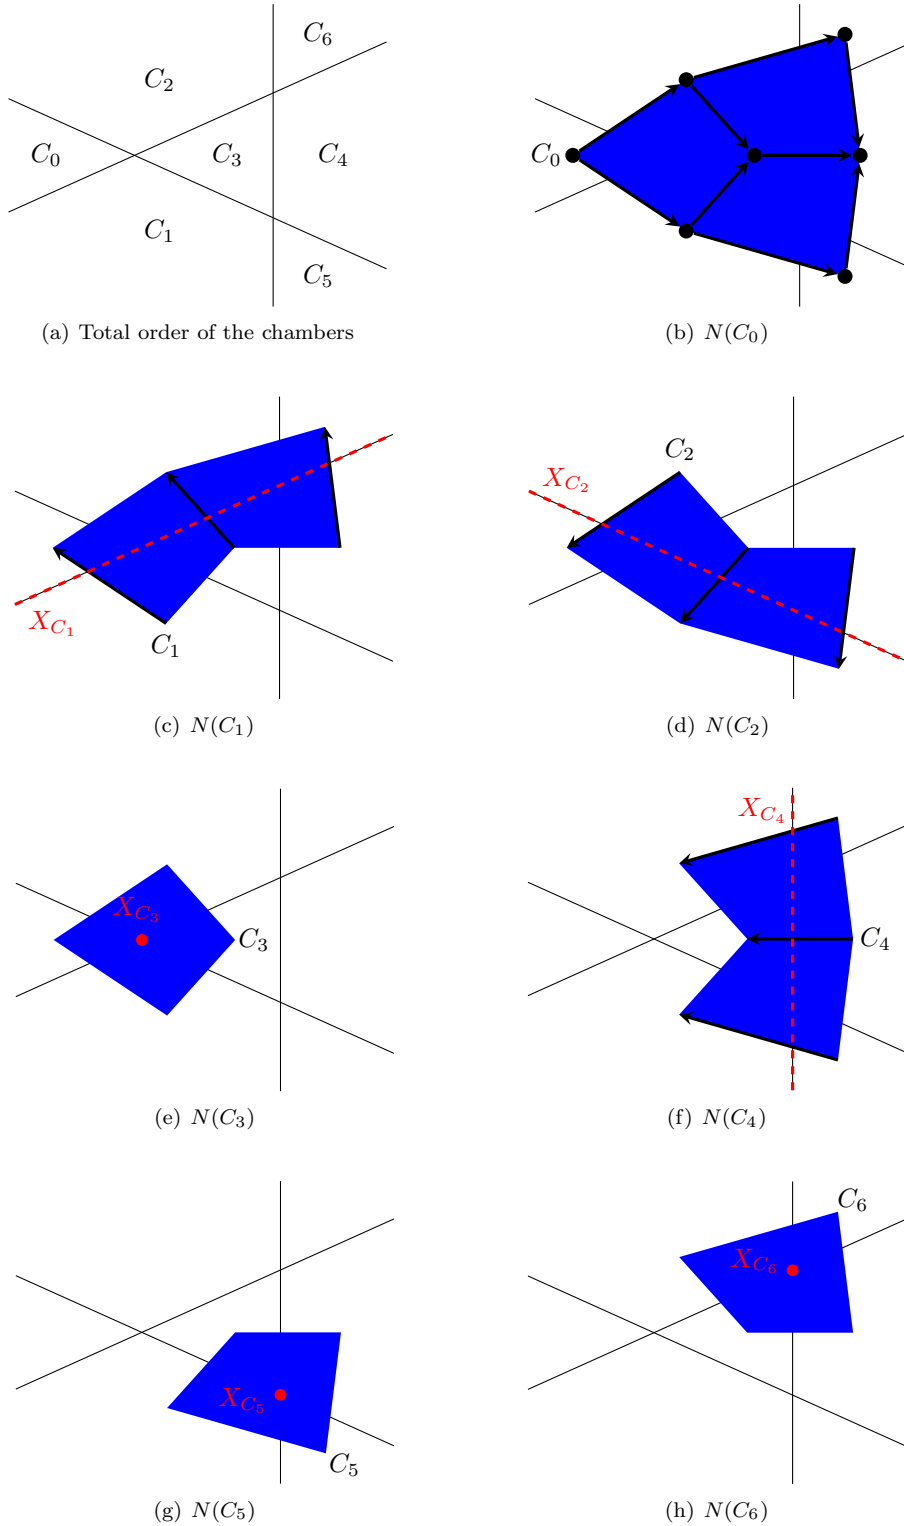 C_6
C_2
C_0
C_3
C_4
C_1
C_5
(a) Total order of the chambers
C_0
(b) N(C_0)
X_{C_1}
C_1
(c) N(C_1)
C_2
X_{C_2}
(d) N(C_2)
X_{C_3}
C_3
(e) N(C_3)
X_{C_4}
C_4
(f) N(C_4)
X_{C_5}
C_5
(g) N(C_5)
C_6
X_{C_6}
(h) N(C_6)